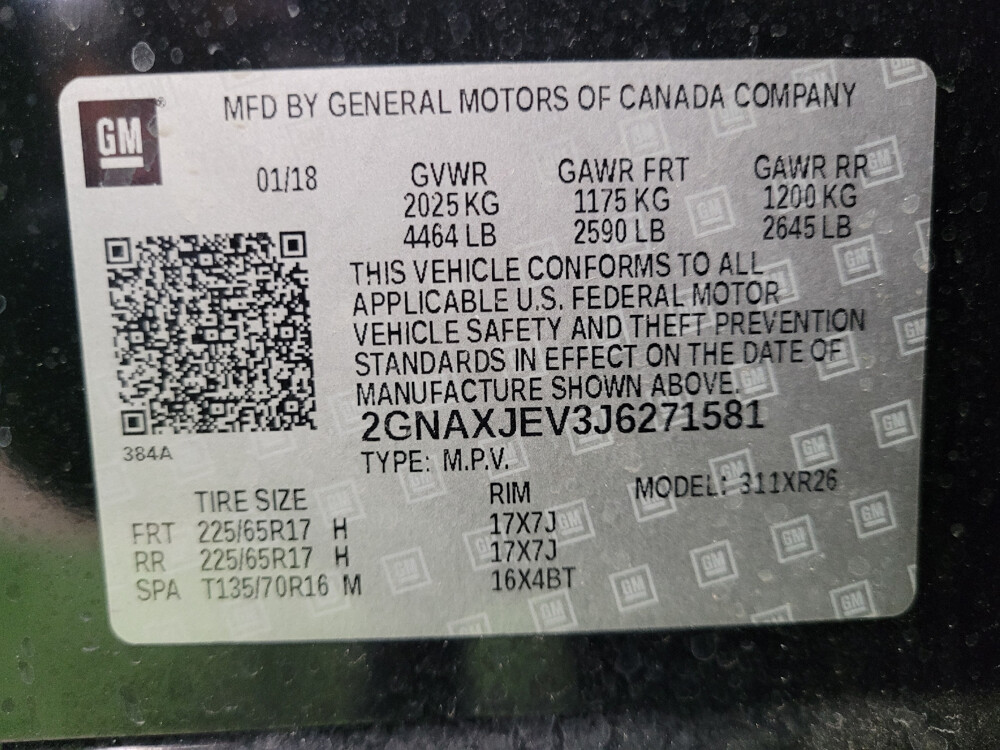 GM
MFD BY GENERAL MOTORS OF CANADA COMPANY
01/18
GVWR GAWR FRT GAWR RR
2025 KG 1175 KG 1200 KG
4464 LB 2590 LB 2645 LB
THIS VEHICLE CONFORMS TO ALL
APPLICABLE U.S. FEDERAL MOTOR
VEHICLE SAFETY AND THEFT PREVENTION
STANDARDS IN EFFECT ON THE DATE OF
MANUFACTURE SHOWN ABOVE.
2GNAXJEV3J6271581
384A
TYPE: M.P.V.
TIRE SIZE RIM MODEL: 311XR26
FRT 225/65R17 H 17X7J
RR 225/65R17 H 17X7J
SPA T135/70R16 M 16X4BT